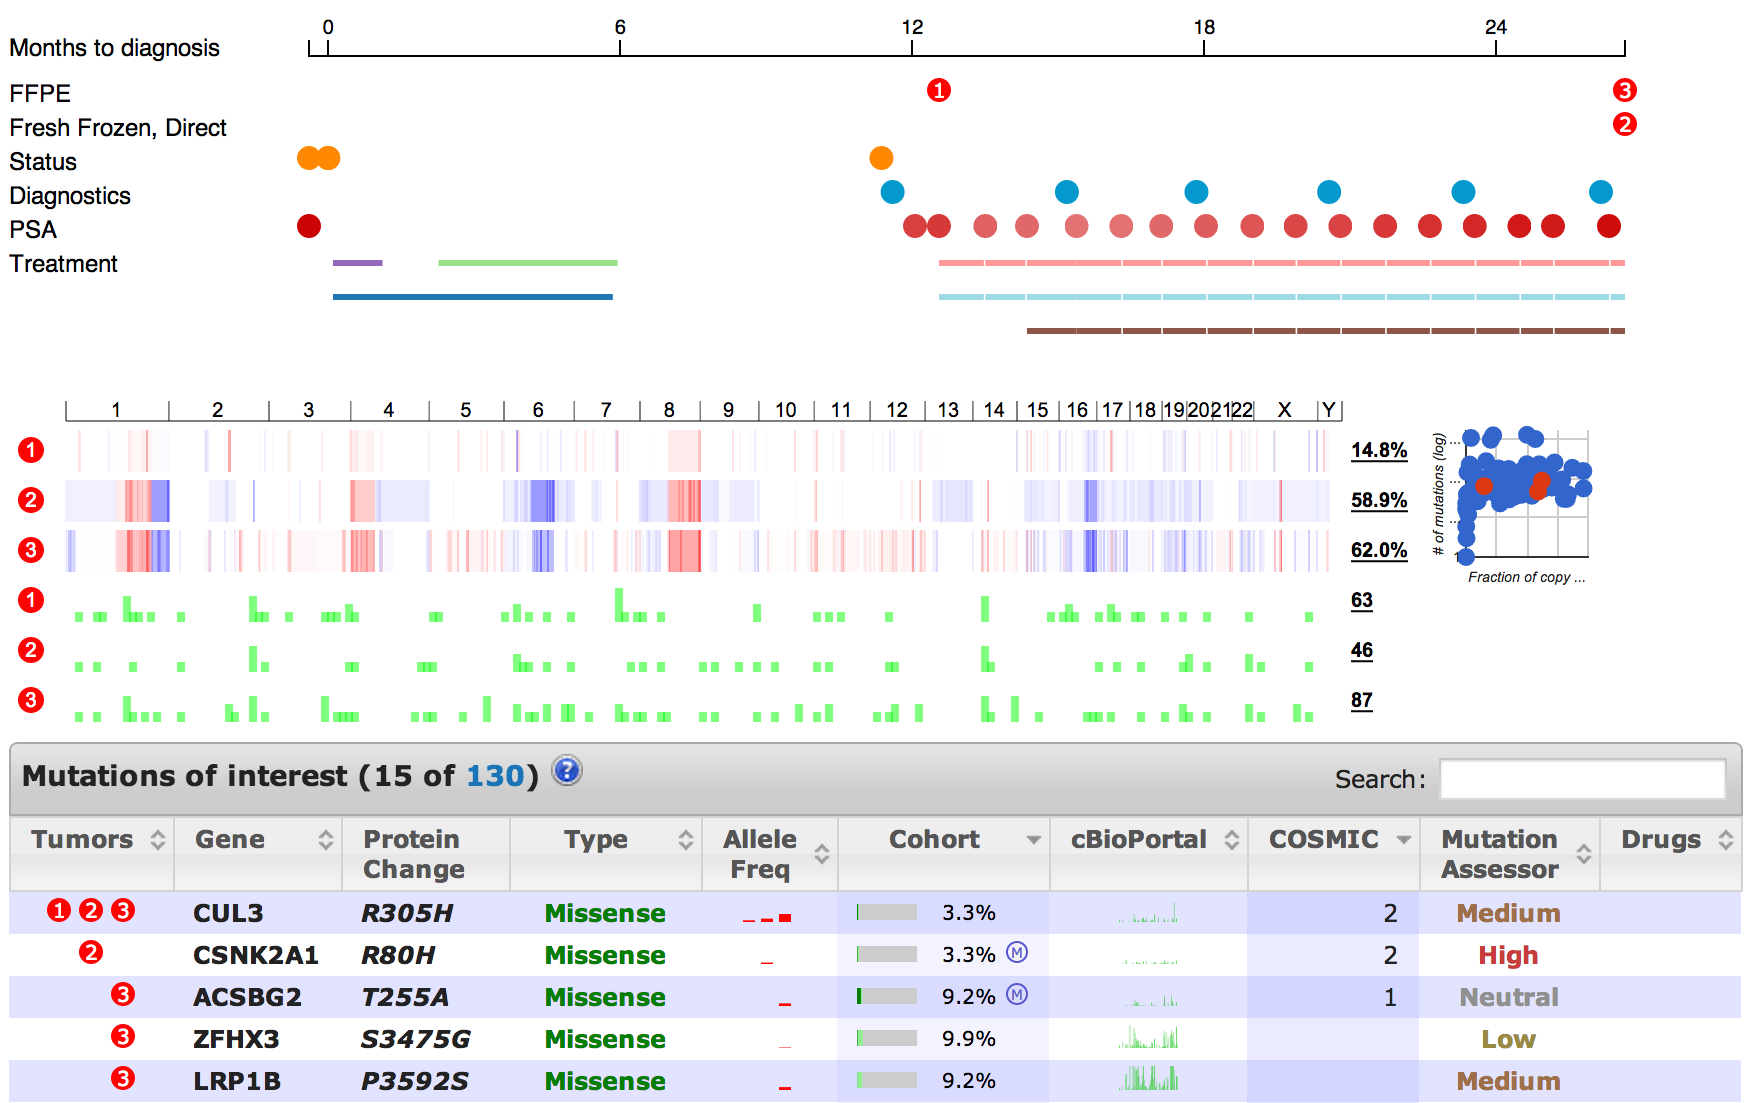 0 6 12 18 24
Months to diagnosis
FFPE 1 3
Fresh Frozen, Direct 2
Status
Diagnostics
PSA
Treatment
1 2 3 4 5 6 7 8 9 10 11 12 13 14 15 16 17 18 19 20 21 22 X Y
1 14.8%
2 58.9%
3 62.0%
# of mutations (log)
... ... ...
1
Fraction of copy ...
1 63
2 46
3 87
Mutations of interest (15 of 130) ? Search:
Tumors Gene Protein Change Type Allele Freq Cohort cBioPortal COSMIC Mutation Assessor Drugs
1 2 3 CUL3 R305H Missense 3.3% 2 Medium
2 CSNK2A1 R80H Missense 3.3% M 2 High
3 ACSBG2 T255A Missense 9.2% M 1 Neutral
3 ZFHX3 S3475G Missense 9.9% Low
3 LRP1B P3592S Missense 9.2% Medium